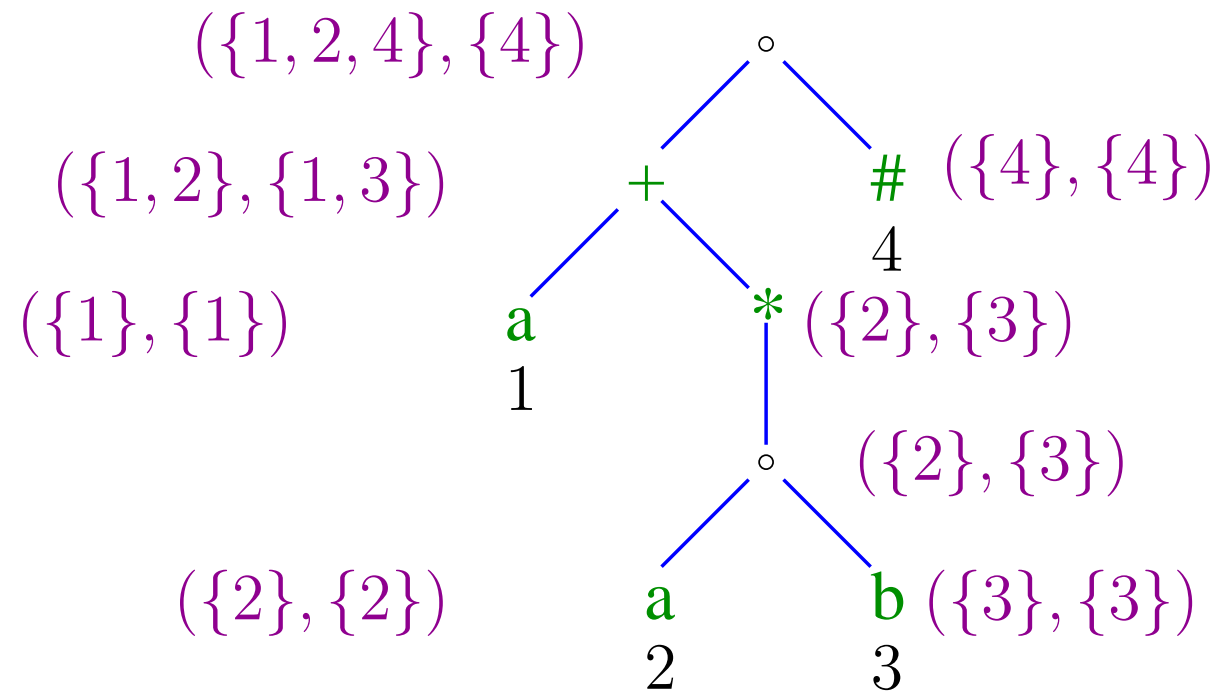 ({1, 2, 4}, {4}) ∘
({1, 2}, {1, 3}) + # ({4}, {4})
4
({1}, {1}) a * ({2}, {3})
1
∘ ({2}, {3})
({2}, {2}) a b ({3}, {3})
2 3